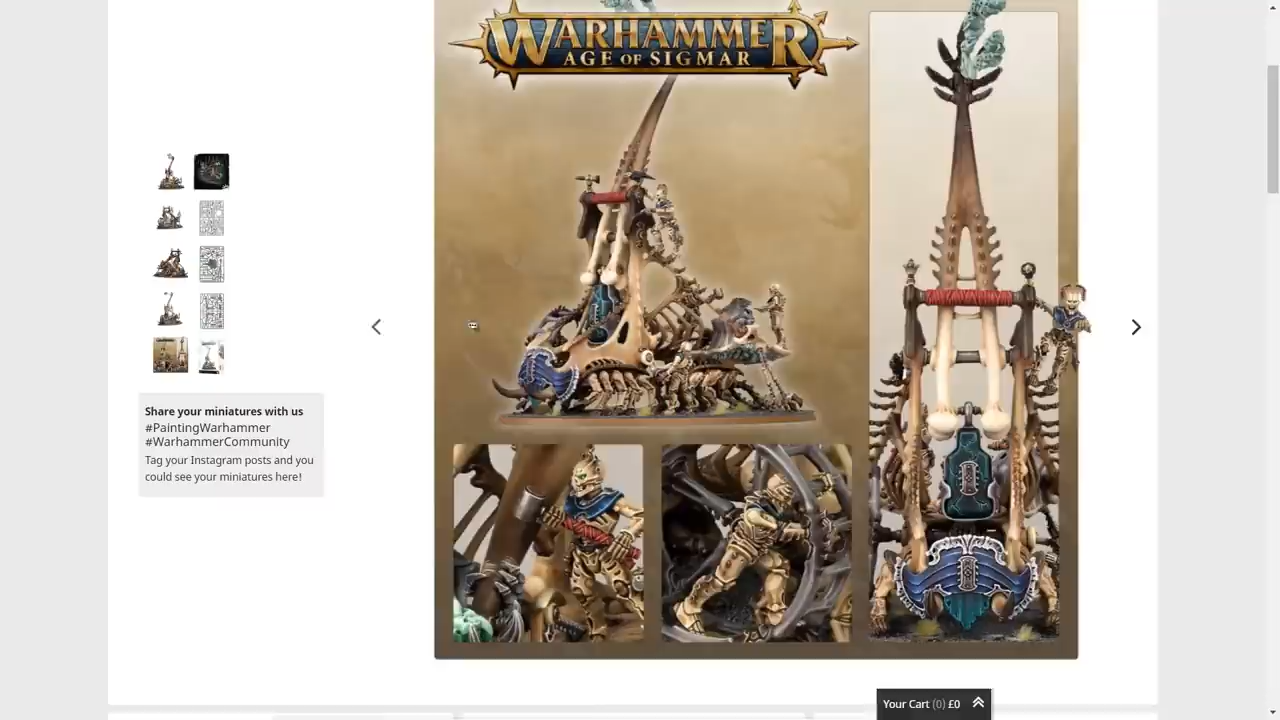 WARHAMMER
AGE OF SIGMAR
Share your miniatures with us
#PaintingWarhammer
#WarhammerCommunity
Tag your Instagram posts and you
could see your miniatures here!
Your Cart (0) £0